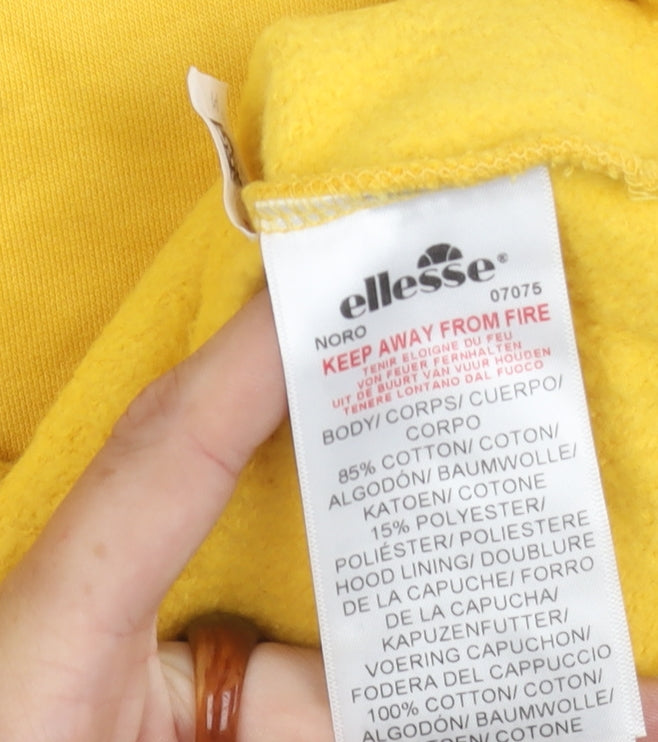 ellesse®
NORO 07075
KEEP AWAY FROM FIRE
TENIR ELOIGNE DU FEU
VON FEUER FERNHALTEN
UIT DE BUURT VAN VUUR HOUDEN
TENERE LONTANO DAL FUOCO
BODY/ CORPS/ CUERPO/
CORPO
85% COTTON/ COTON/
ALGODÓN/ BAUMWOLLE/
KATOEN/ COTONE
15% POLYESTER/
POLIÉSTER/ POLIESTERE
HOOD LINING/ DOUBLURE
DE LA CAPUCHE/ FORRO
DE LA CAPUCHA/
KAPUZENFUTTER/
VOERING CAPUCHON/
FODERA DEL CAPPUCCIO
100% COTTON/ COTON/
ALGODÓN/ BAUMWOLLE/
KATOEN/ COTONE